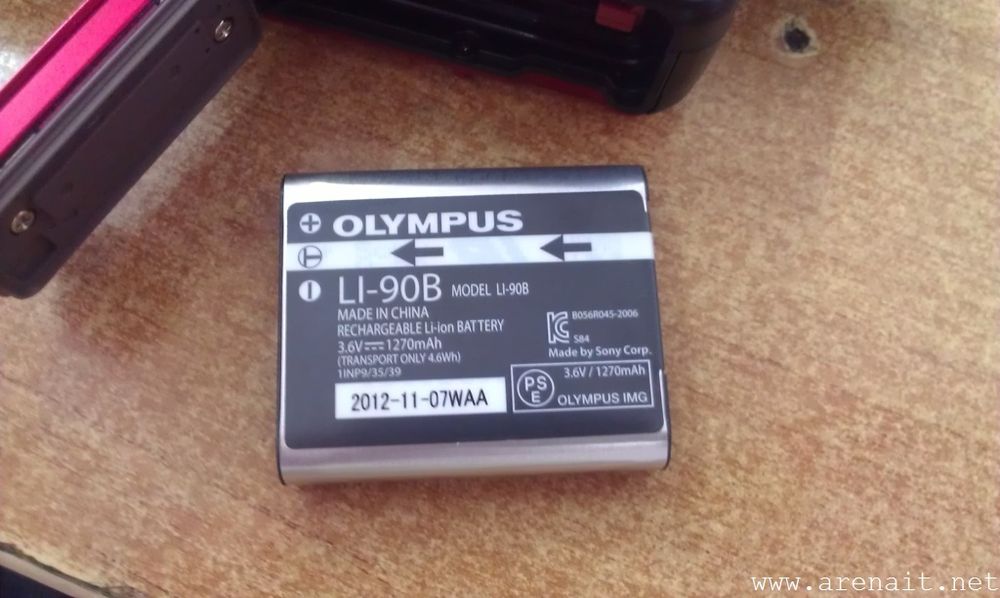 OLYMPUS
LI-90B MODEL LI-90B
MADE IN CHINA
RECHARGEABLE Li-ion BATTERY
3.6V⎓1270mAh
(TRANSPORT ONLY 4.6Wh)
1INP9/35/39
2012-11-07WAA
B056R045-2006
S84
Made by Sony Corp.
PSE
3.6V / 1270mAh
OLYMPUS IMG
www.arenait.net